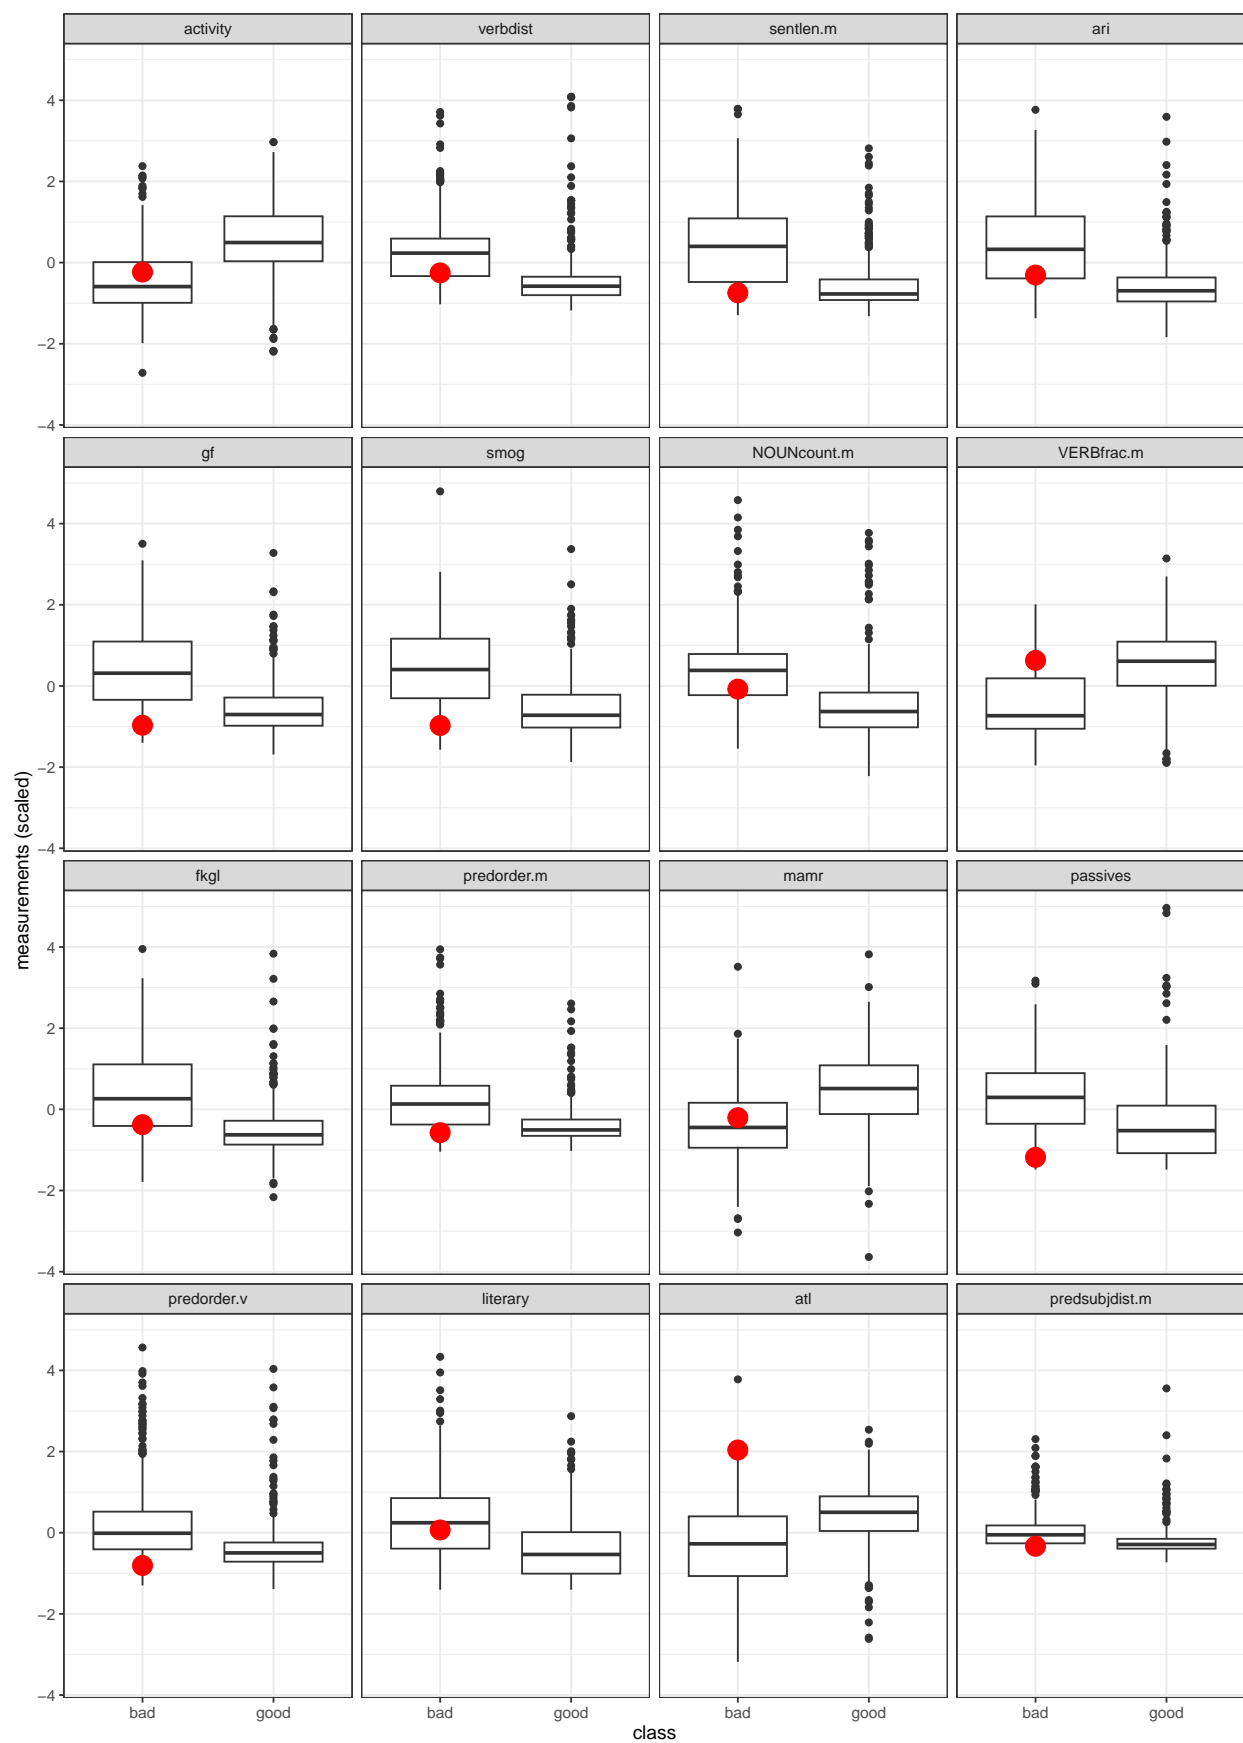 activity verbdist sentlen.m ari
4
2
0
−2
−4
gf smog NOUNcount.m VERBfrac.m
4
2
0
−2
−4
measurements (scaled)
fkgl predorder.m mamr passives
4
2
0
−2
−4
predorder.v literary atl predsubjdist.m
4
2
0
−2
−4
bad good bad good bad good bad good
class